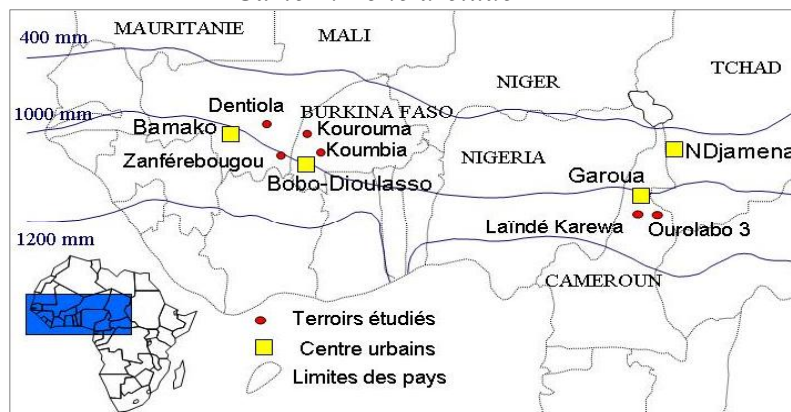 MAURITANIE
MALI
400 mm
NIGER
TCHAD
Dentiola
1000 mm
BURKINA FASO
Bamako
Kourouma
Koumbia
Zanférebougou
NIGERIA
NDjamena
Bobo-Dioulasso
Garoua
Laïndé Karewa
Ourolabo 3
1200 mm
CAMEROUN
Terroirs étudiés
Centre urbains
Limites des pays